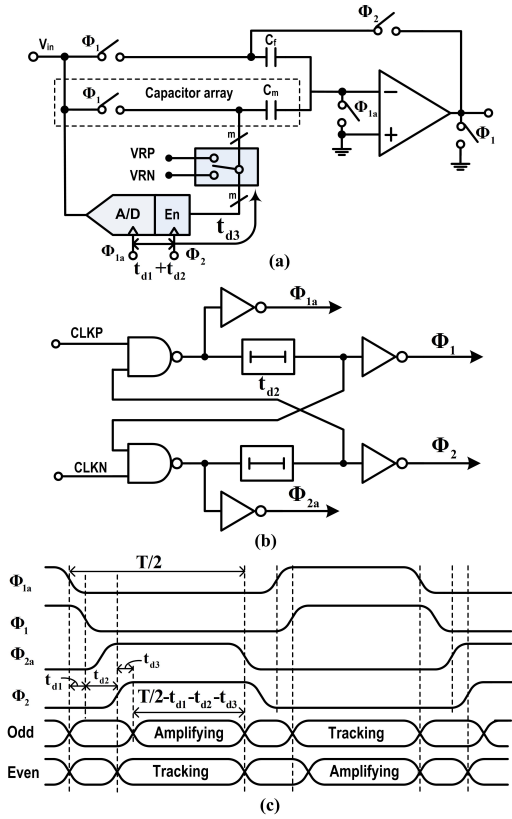 Φ2
Vin
Φ1
Cf
Capacitor array
Φ1
Cm
Φ1a
−
+
Φ1
m
VRP
VRN
m
A/D
En
td3
Φ1a
Φ2
td1+td2
(a)
Φ1a
CLKP
Φ1
td2
Φ2
CLKN
Φ2a
(b)
T/2
Φ1a
Φ1
Φ2a
td3
td1
td2
T/2-td1-td2-td3
Φ2
Odd
Amplifying
Tracking
Even
Tracking
Amplifying
(c)